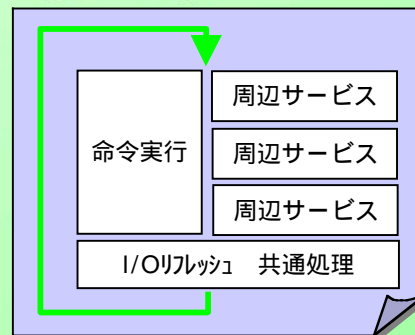 周辺サービス
命令実行
周辺サービス
周辺サービス
I/Oﾘﾌﾚｯｼｭ　共通処理